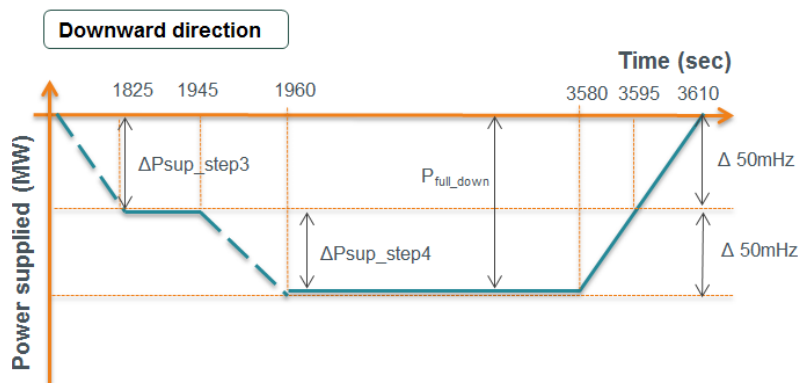 Downward direction
Time (sec)
1825 1945 1960 3580 3595 3610
Power supplied (MW)
ΔPsup_step3
Pfull_down
Δ 50mHz
ΔPsup_step4
Δ 50mHz